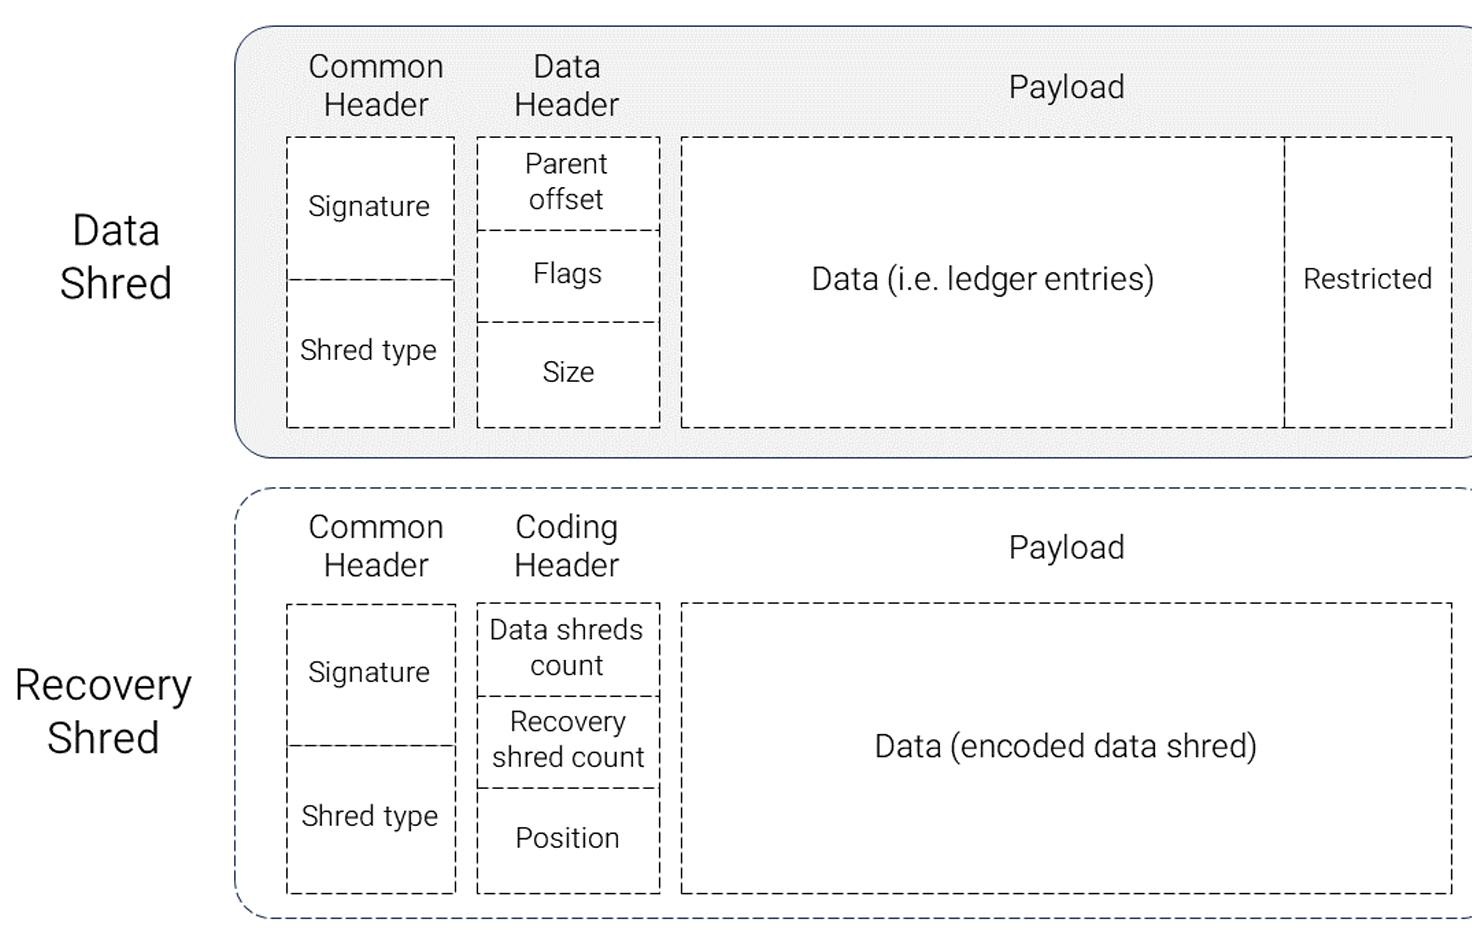 Common
Header
Data
Header
Payload
Data
Shred
Signature
Shred type
Parent
offset
Flags
Size
Data (i.e. ledger entries)
Restricted
Common
Header
Coding
Header
Payload
Recovery
Shred
Signature
Shred type
Data shreds
count
Recovery
shred count
Position
Data (encoded data shred)